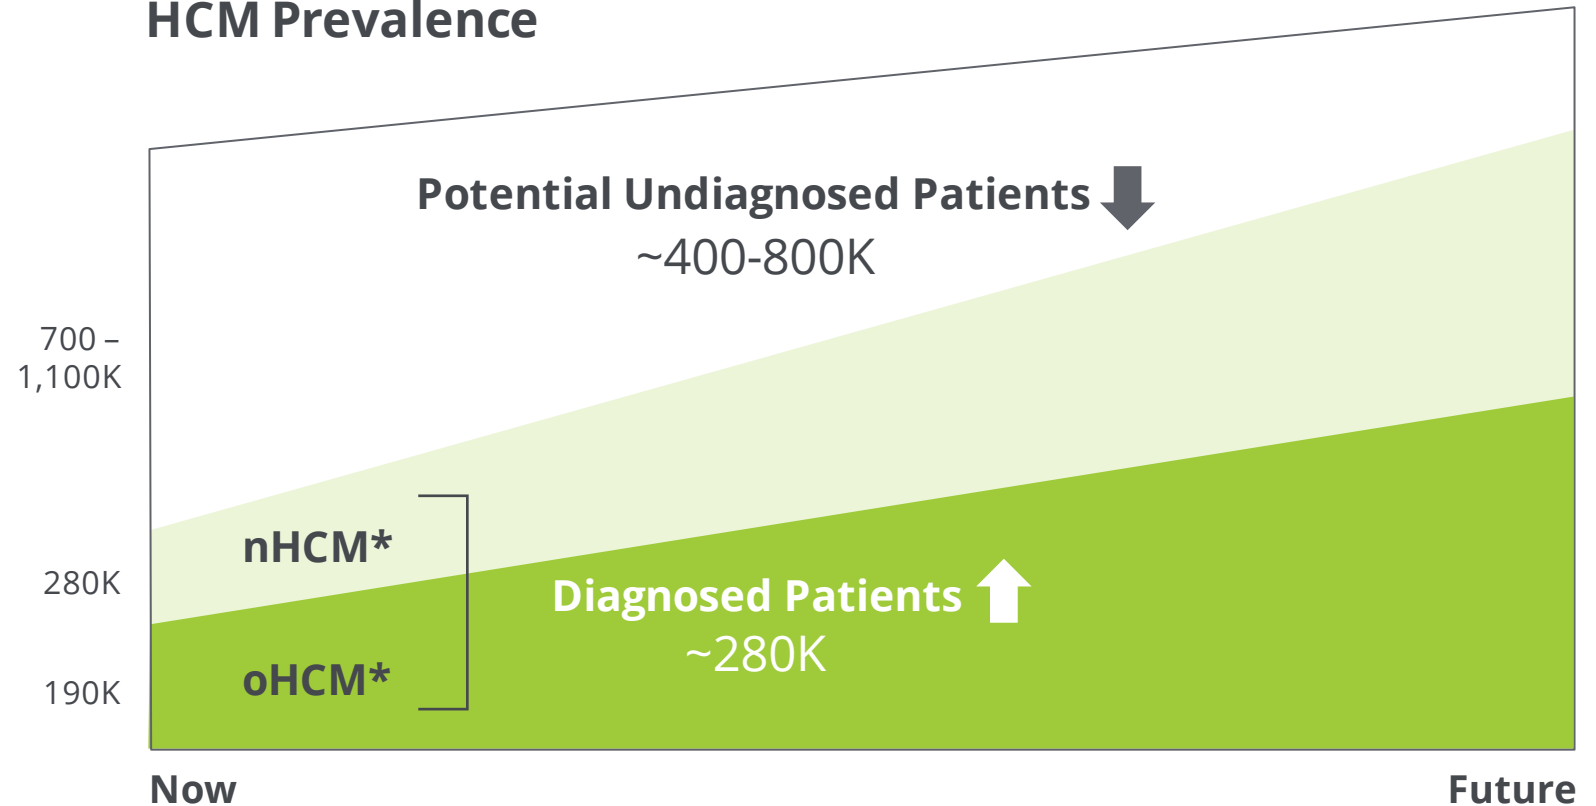 HCM Prevalence
Potential Undiagnosed Patients
~400-800K
700 –
1,100K
nHCM*
280K
Diagnosed Patients
~280K
oHCM*
190K
Now
Future